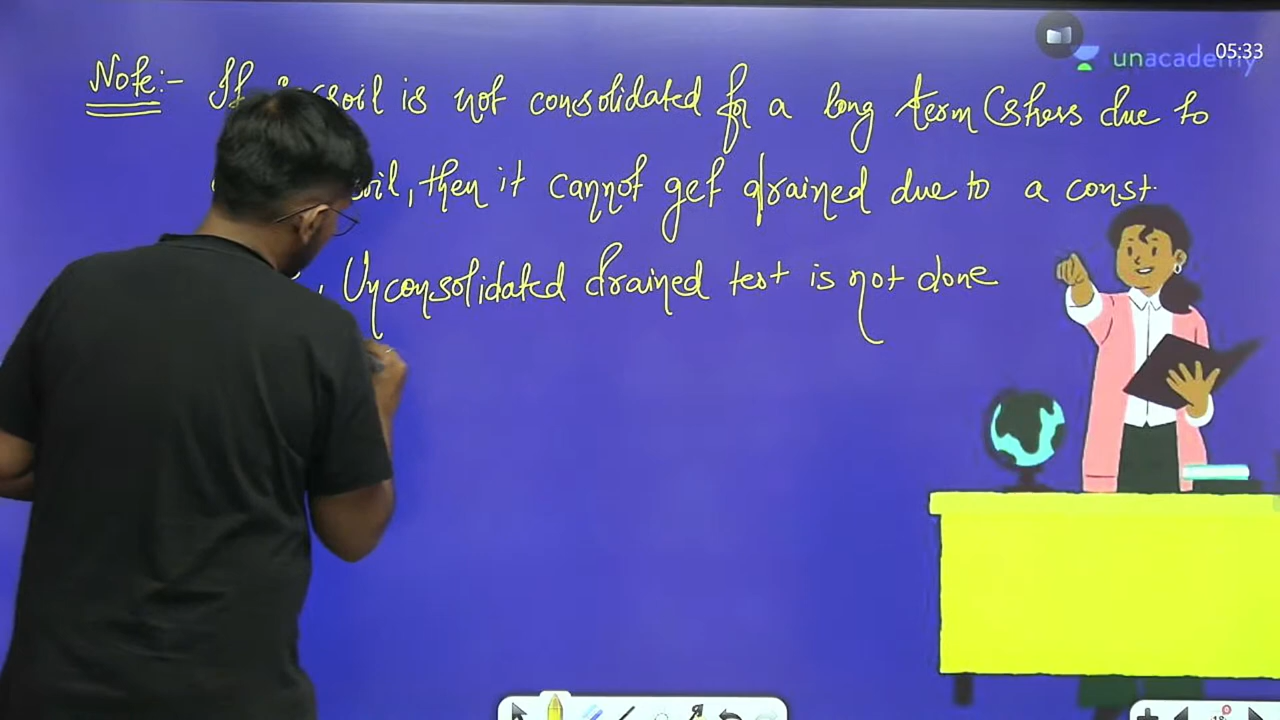 Note:- If soil is not consolidated for a long term (stress due to
soil, then it cannot get drained due to a const.
, Unconsolidated drained test is not done
unacademy
05:33